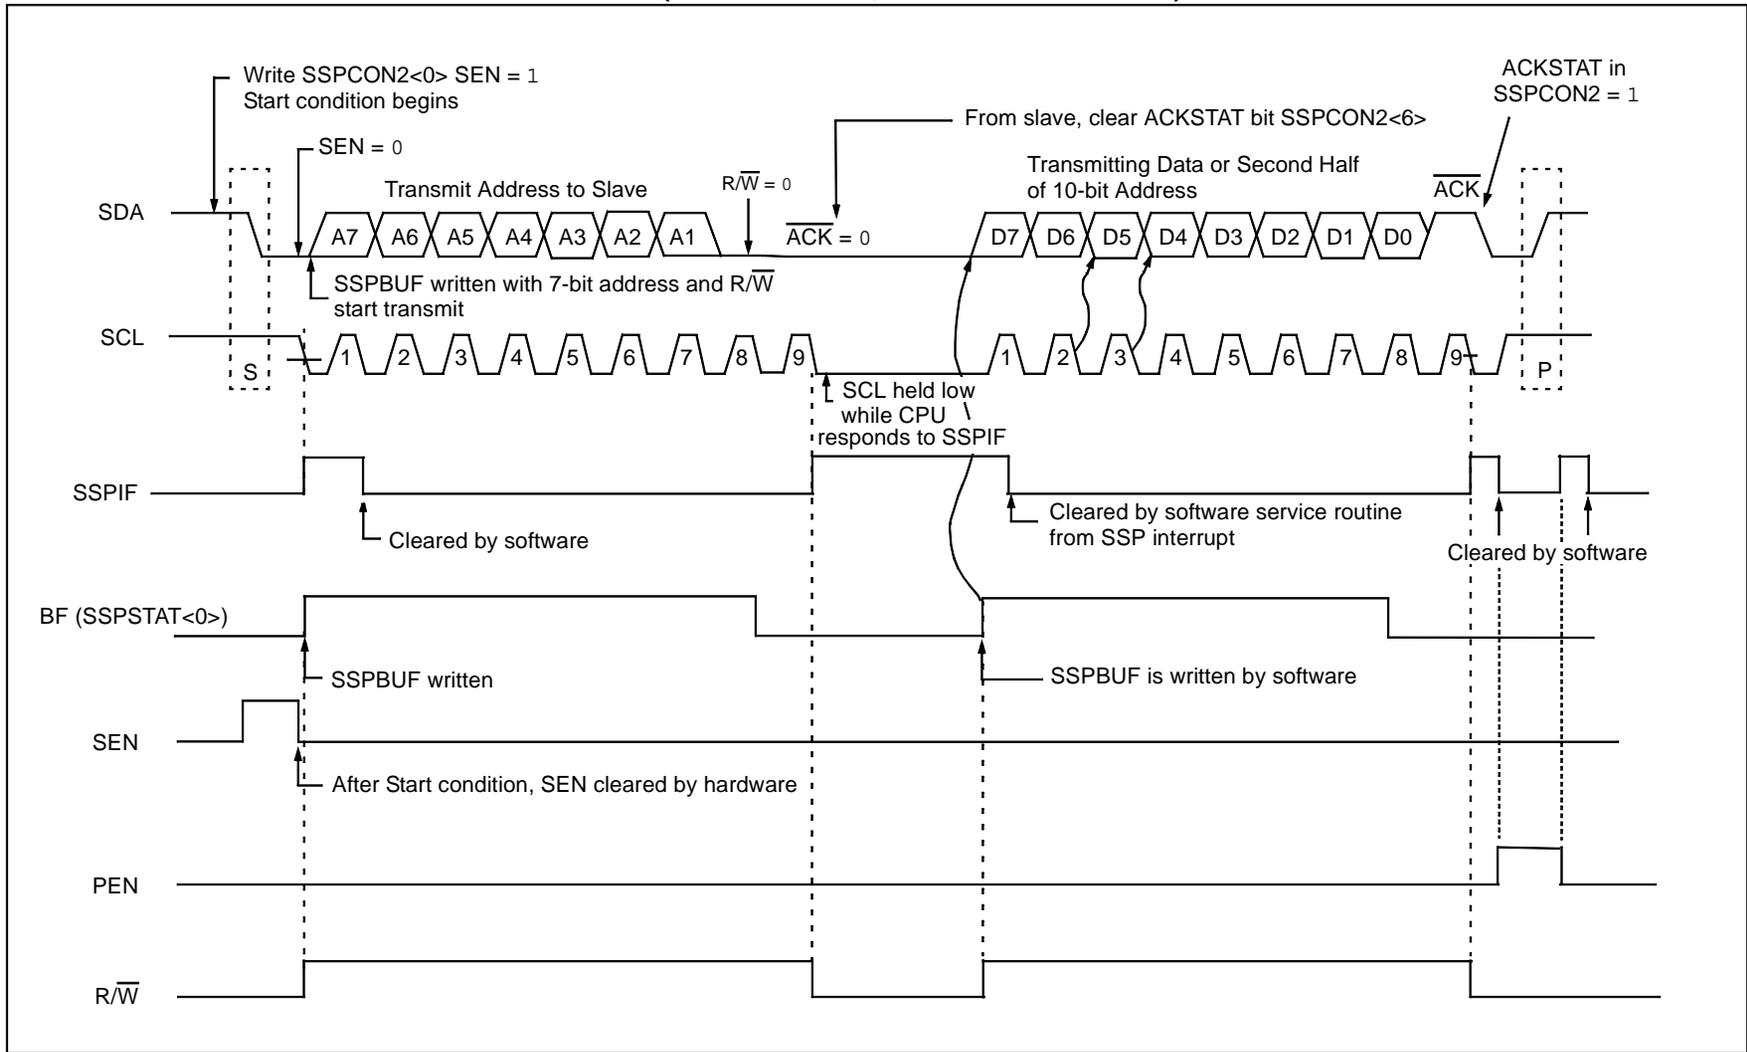 Write SSPCON2<0> SEN = 1
Start condition begins
ACKSTAT in
SSPCON2 = 1
From slave, clear ACKSTAT bit SSPCON2<6>
SEN = 0
Transmitting Data or Second Half
of 10-bit Address
Transmit Address to Slave
R/W̅ = 0
A̅C̅K̅
SDA
A7
A6
A5
A4
A3
A2
A1
A̅C̅K̅ = 0
D7
D6
D5
D4
D3
D2
D1
D0
SSPBUF written with 7-bit address and R/W̅
start transmit
SCL
S
1
2
3
4
5
6
7
8
9
1
2
3
4
5
6
7
8
9
P
SCL held low
while CPU
responds to SSPIF
SSPIF
Cleared by software
Cleared by software service routine
from SSP interrupt
Cleared by software
BF (SSPSTAT<0>)
SSPBUF written
SSPBUF is written by software
SEN
After Start condition, SEN cleared by hardware
PEN
R/W̅